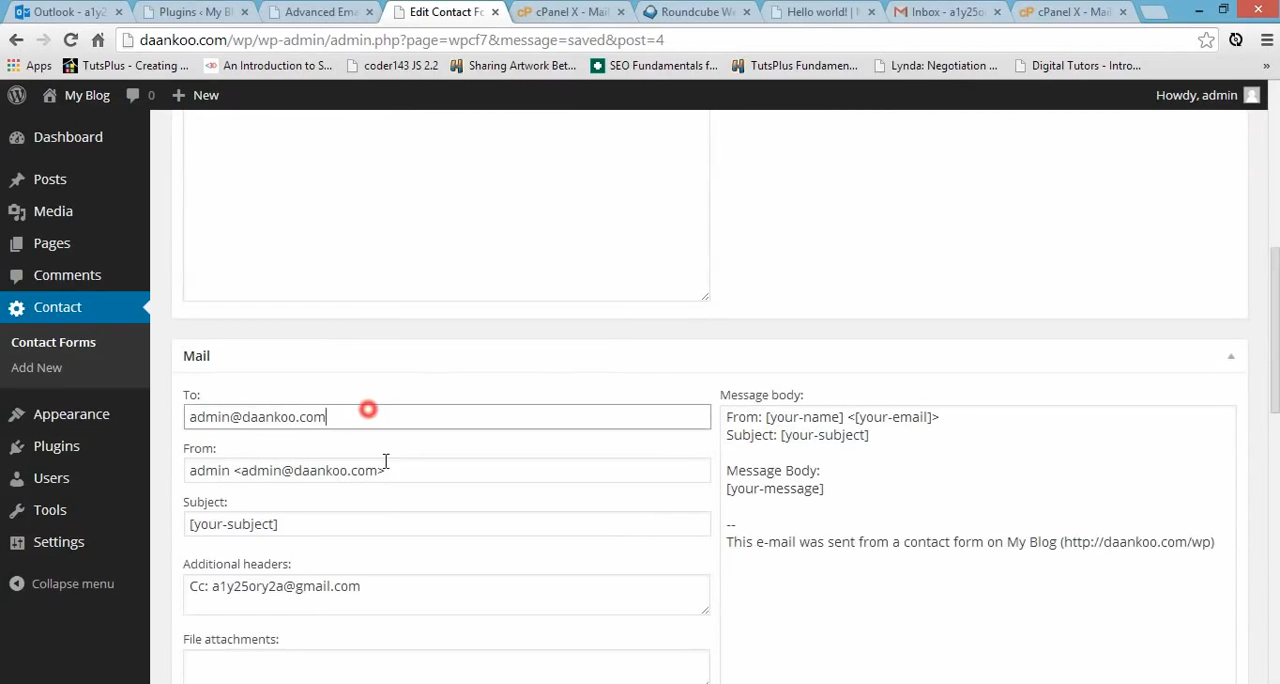 Outlook - a1y
Plugins ‹ My Bl
Advanced Ema
Edit Contact Fo
cPanel X - Mail
Roundcube We
Hello world! | M
Inbox - a1y25o
cPanel X - Mail
daankoo.com/wp/wp-admin/admin.php?page=wpcf7&message=saved&post=4
Apps
TutsPlus - Creating ...
An Introduction to S...
coder143 JS 2.2
Sharing Artwork Bet...
SEO Fundamentals f...
TutsPlus Fundamen...
Lynda: Negotiation ...
Digital Tutors - Intro...
»
My Blog
0
New
Howdy, admin
Dashboard
Posts
Media
Pages
Comments
Contact
Contact Forms
Add New
Appearance
Plugins
Users
Tools
Settings
Collapse menu
Mail
To:
admin@daankoo.com
From:
admin <admin@daankoo.com>
Subject:
[your-subject]
Additional headers:
Cc: a1y25ory2a@gmail.com
File attachments:
Message body:
From: [your-name] <[your-email]>
Subject: [your-subject]
Message Body:
[your-message]
--
This e-mail was sent from a contact form on My Blog (http://daankoo.com/wp)